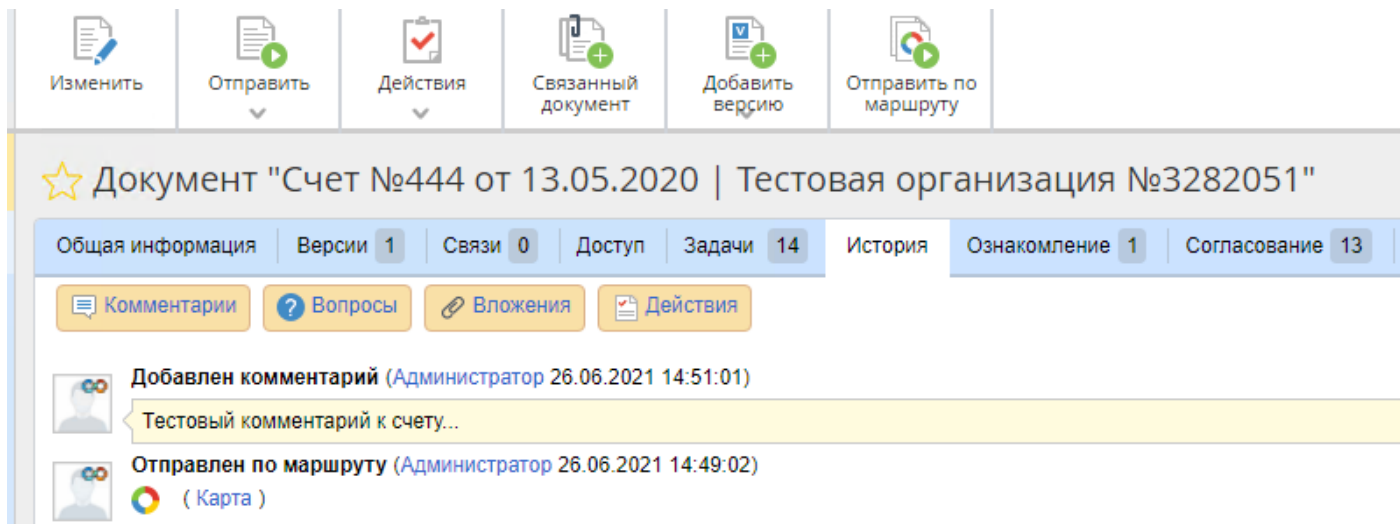 Изменить
Отправить
Действия
Связанный
документ
Добавить
версию
Отправить по
маршруту
Документ "Счет №444 от 13.05.2020 | Тестовая организация №3282051"
Общая информация Версии 1 Связи 0 Доступ Задачи 14 История Ознакомление 1 Согласование 13
Комментарии ? Вопросы Вложения Действия
Добавлен комментарий (Администратор 26.06.2021 14:51:01)
Тестовый комментарий к счету...
Отправлен по маршруту (Администратор 26.06.2021 14:49:02)
( Карта )